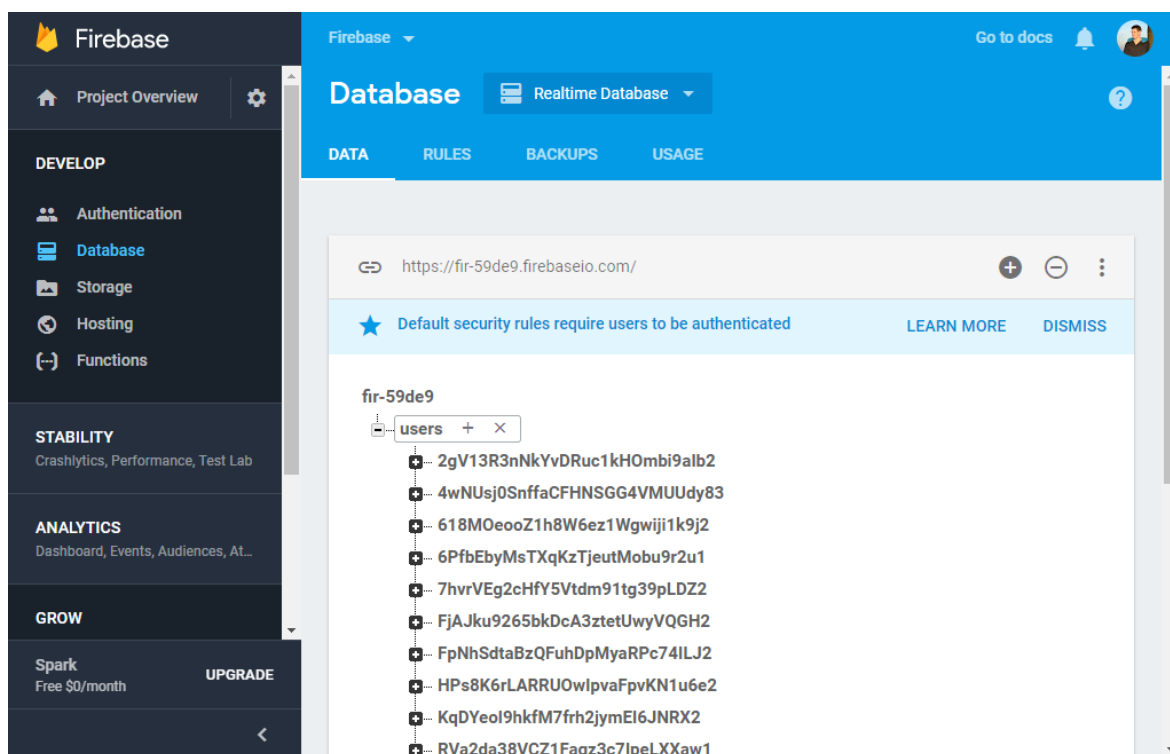 Firebase
Project Overview
DEVELOP
Authentication
Database
Storage
Hosting
Functions
STABILITY
Crashlytics, Performance, Test Lab
ANALYTICS
Dashboard, Events, Audiences, At...
GROW
Spark
Free $0/month
UPGRADE
Firebase
Go to docs
Database
Realtime Database
DATA RULES BACKUPS USAGE
https://fir-59de9.firebaseio.com/
Default security rules require users to be authenticated LEARN MORE DISMISS
fir-59de9
users
2gV13R3nNkYvDRuc1kHOmbi9alb2
4wNUsj0SnffaCFHNSGG4VMUUdy83
618MOeooZ1h8W6ez1Wgwiji1k9j2
6PfbEbyMsTXqKzTjeutMobu9r2u1
7hvrVEg2cHfY5Vtdm91tg39pLDZ2
FjAJku9265bkDcA3ztetUwyVQGH2
FpNhSdtaBzQFuhDpMyaRPc74ILJ2
HPs8K6rLARRUOwlpvaFpvKN1u6e2
KqDYeol9hkfM7frh2jymEl6JNRX2
RVa2da38VCZ1Fagz3c7lpeLXXaw1